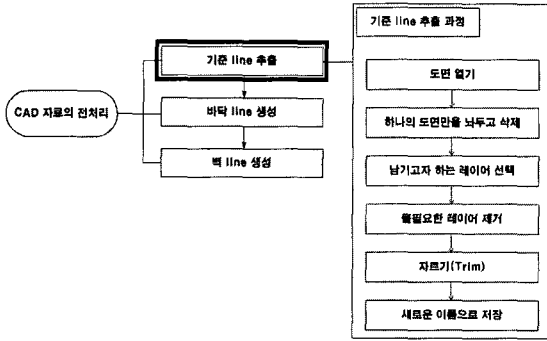 CAD 자료의 전처리
기준 line 추출
바닥 line 생성
벽 line 생성
기준 line 추출 과정
도면 열기
하나의 도면만을 놔두고 삭제
남기고자 하는 레이어 선택
불필요한 레이어 제거
자르기(Trim)
새로운 이름으로 저장